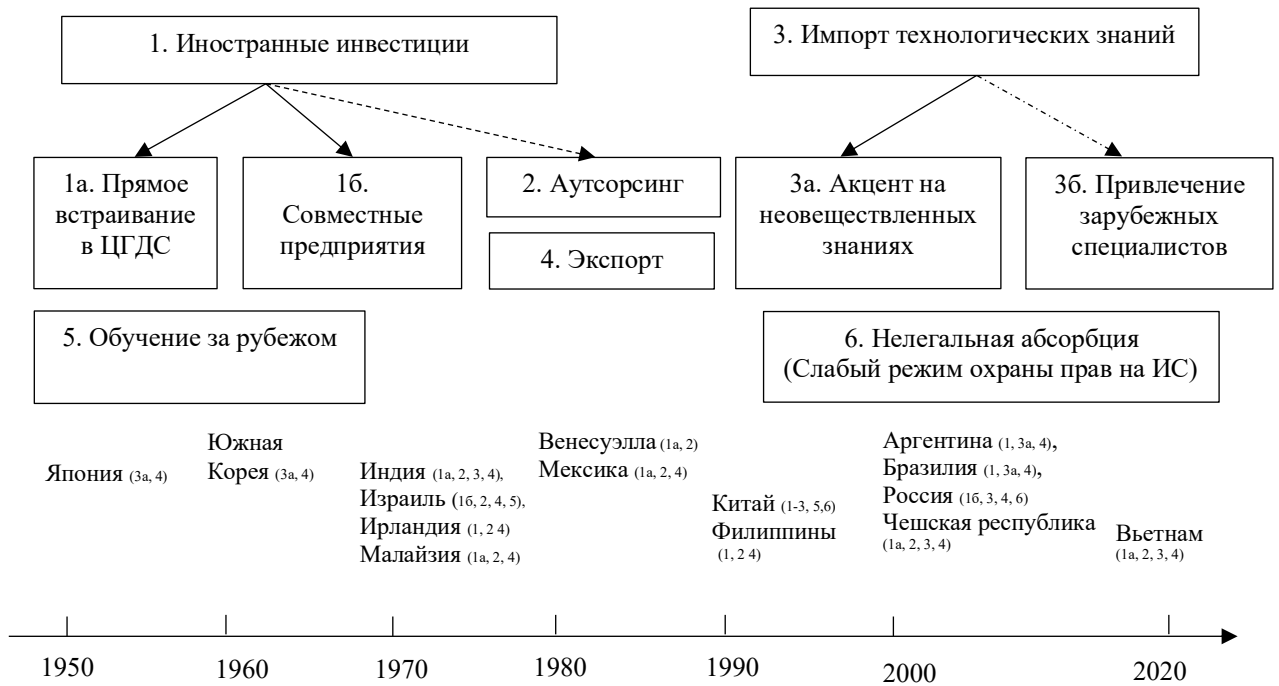 1. Иностранные инвестиции
3. Импорт технологических знаний
1а. Прямое
встраивание
в ЦГДС
1б.
Совместные
предприятия
2. Аутсорсинг
4. Экспорт
3а. Акцент на
неовеществленных
знаниях
3б. Привлечение
зарубежных
специалистов
5. Обучение за рубежом
6. Нелегальная абсорбция
(Слабый режим охраны прав на ИС)
Япония (3а, 4)
Южная
Корея (3а, 4)
Индия (1а, 2, 3, 4),
Израиль (1б, 2, 4, 5),
Ирландия (1, 2 4)
Малайзия (1а, 2, 4)
Венесуэлла (1а, 2)
Мексика (1а, 2, 4)
Китай (1-3, 5,6)
Филиппины
(1, 2 4)
Аргентина (1, 3а, 4),
Бразилия (1, 3а, 4),
Россия (1б, 3, 4, 6)
Чешская республика
(1а, 2, 3, 4)
Вьетнам
(1а, 2, 3, 4)
1950
1960
1970
1980
1990
2000
2020